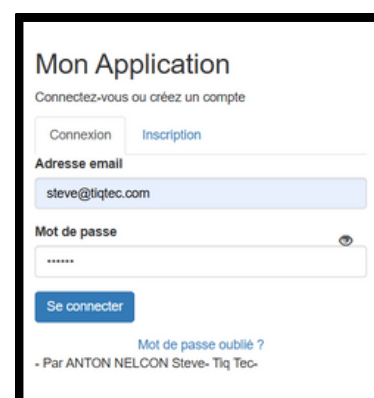 Mon Application
Connectez-vous ou créez un compte
Connexion Inscription
Adresse email
steve@tiqtec.com
Mot de passe
······
Se connecter
Mot de passe oublié ?
- Par ANTON NELCON Steve- Tiq Tec-